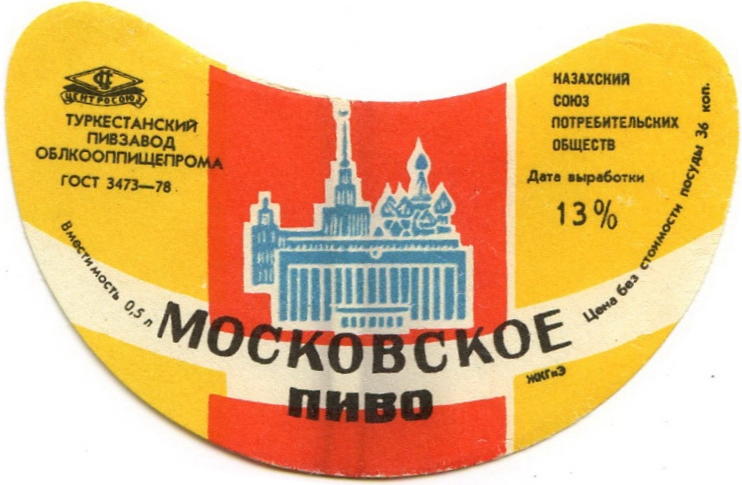 ЦЕНТРОСОЮЗ
ТУРКЕСТАНСКИЙ
ПИВЗАВОД
ОБЛКООППИЩЕПРОМА
ГОСТ 3473—78
Вместимость 0,5 л
КАЗАХСКИЙ
СОЮЗ
ПОТРЕБИТЕЛЬСКИХ
ОБЩЕСТВ
Дата выработки
13%
Цена без стоимости посуды 36 коп.
МОСКОВСКОЕ
ПИВО
ЖКГиЭ